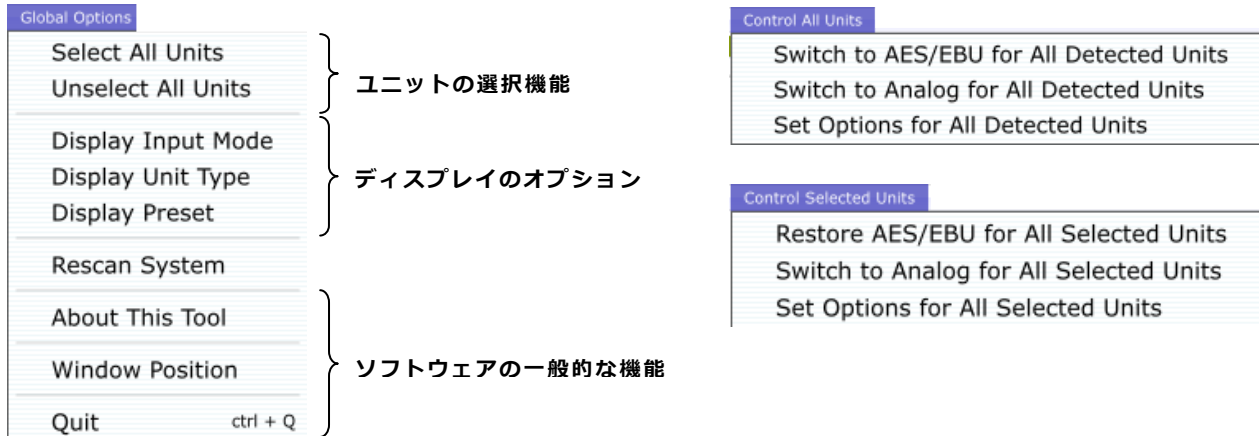 Global Options
Select All Units
Unselect All Units
ユニットの選択機能
Display Input Mode
Display Unit Type
Display Preset
ディスプレイのオプション
Rescan System
About This Tool
Window Position
Quit ctrl + Q
ソフトウェアの一般的な機能
Control All Units
Switch to AES/EBU for All Detected Units
Switch to Analog for All Detected Units
Set Options for All Detected Units
Control Selected Units
Restore AES/EBU for All Selected Units
Switch to Analog for All Selected Units
Set Options for All Selected Units